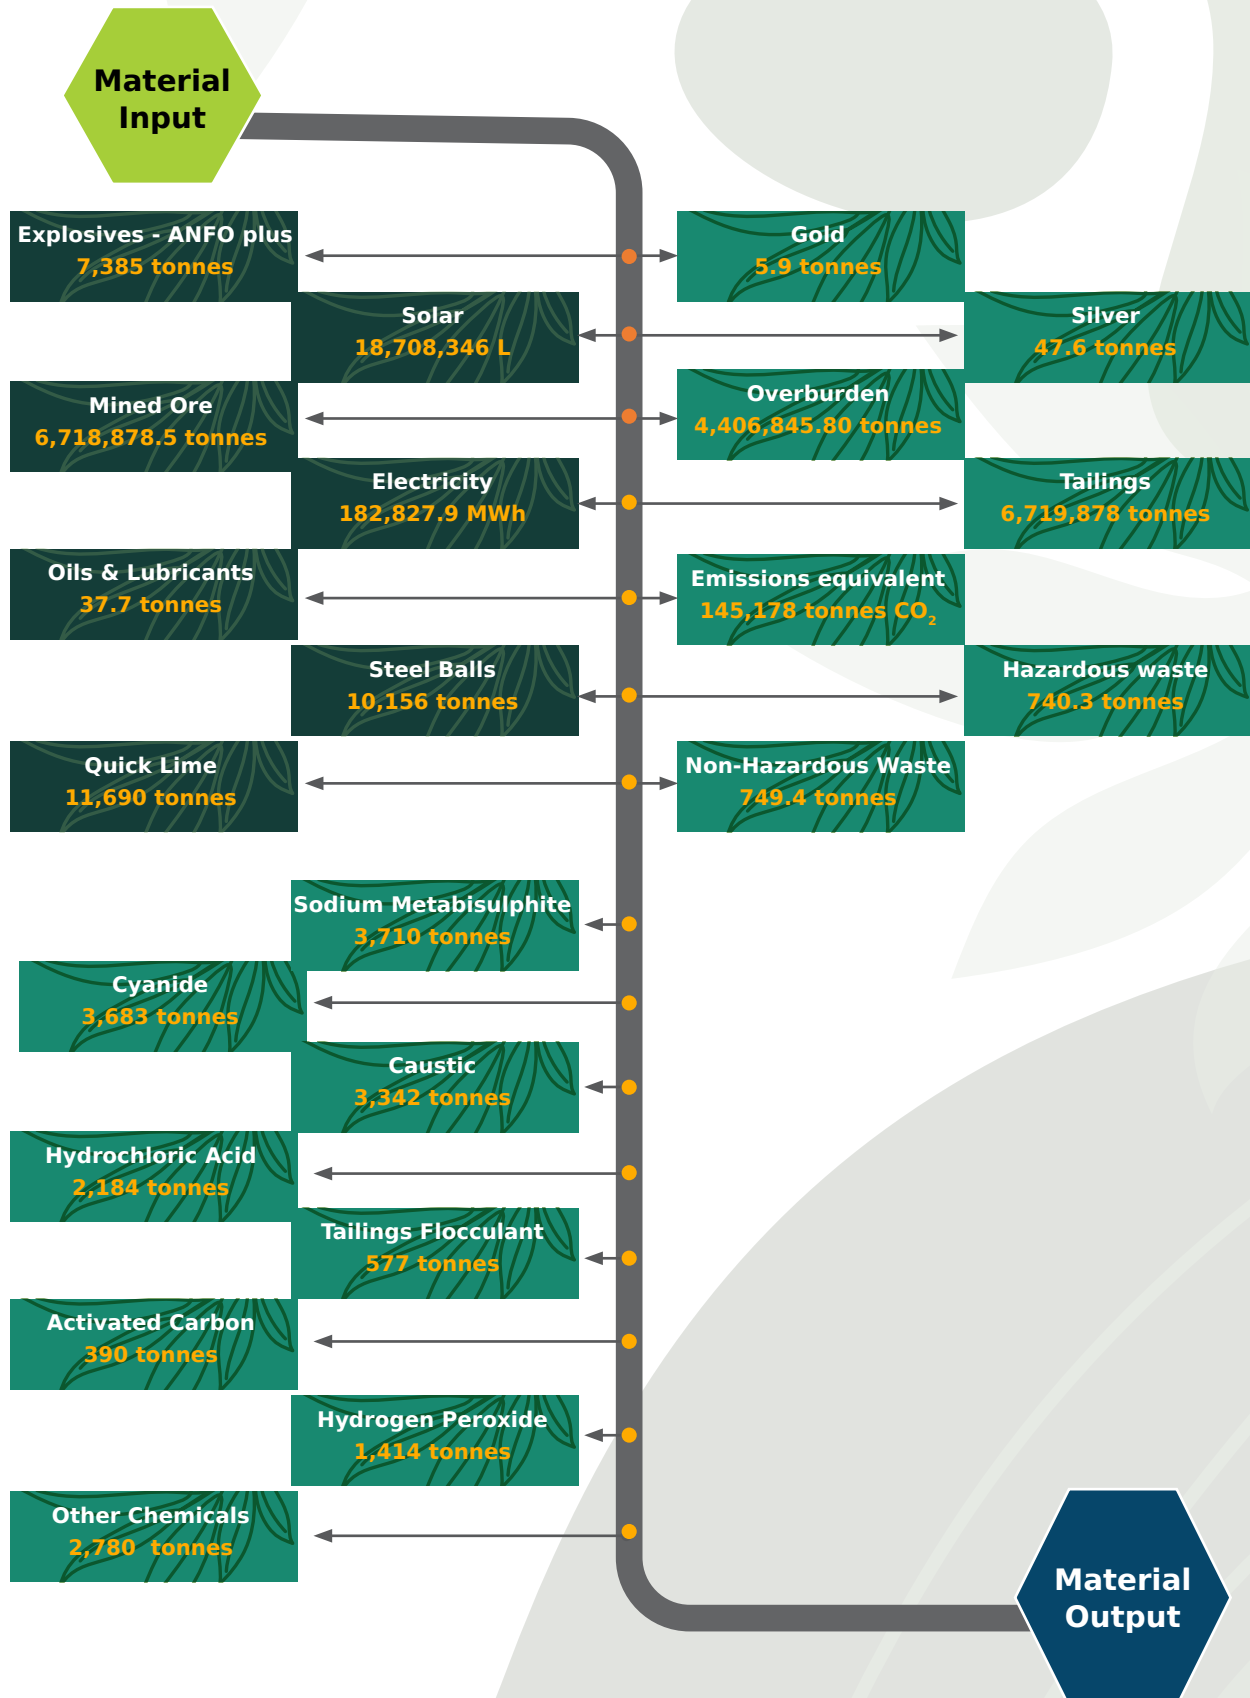 Material
Input
Explosives - ANFO plus
7,385 tonnes
Gold
5.9 tonnes
Solar
18,708,346 L
Silver
47.6 tonnes
Mined Ore
6,718,878.5 tonnes
Overburden
4,406,845.80 tonnes
Electricity
182,827.9 MWh
Tailings
6,719,878 tonnes
Oils & Lubricants
37.7 tonnes
Emissions equivalent
145,178 tonnes CO₂
Steel Balls
10,156 tonnes
Hazardous waste
740.3 tonnes
Quick Lime
11,690 tonnes
Non-Hazardous Waste
749.4 tonnes
Sodium Metabisulphite
3,710 tonnes
Cyanide
3,683 tonnes
Caustic
3,342 tonnes
Hydrochloric Acid
2,184 tonnes
Tailings Flocculant
577 tonnes
Activated Carbon
390 tonnes
Hydrogen Peroxide
1,414 tonnes
Other Chemicals
2,780  tonnes
Material
Output